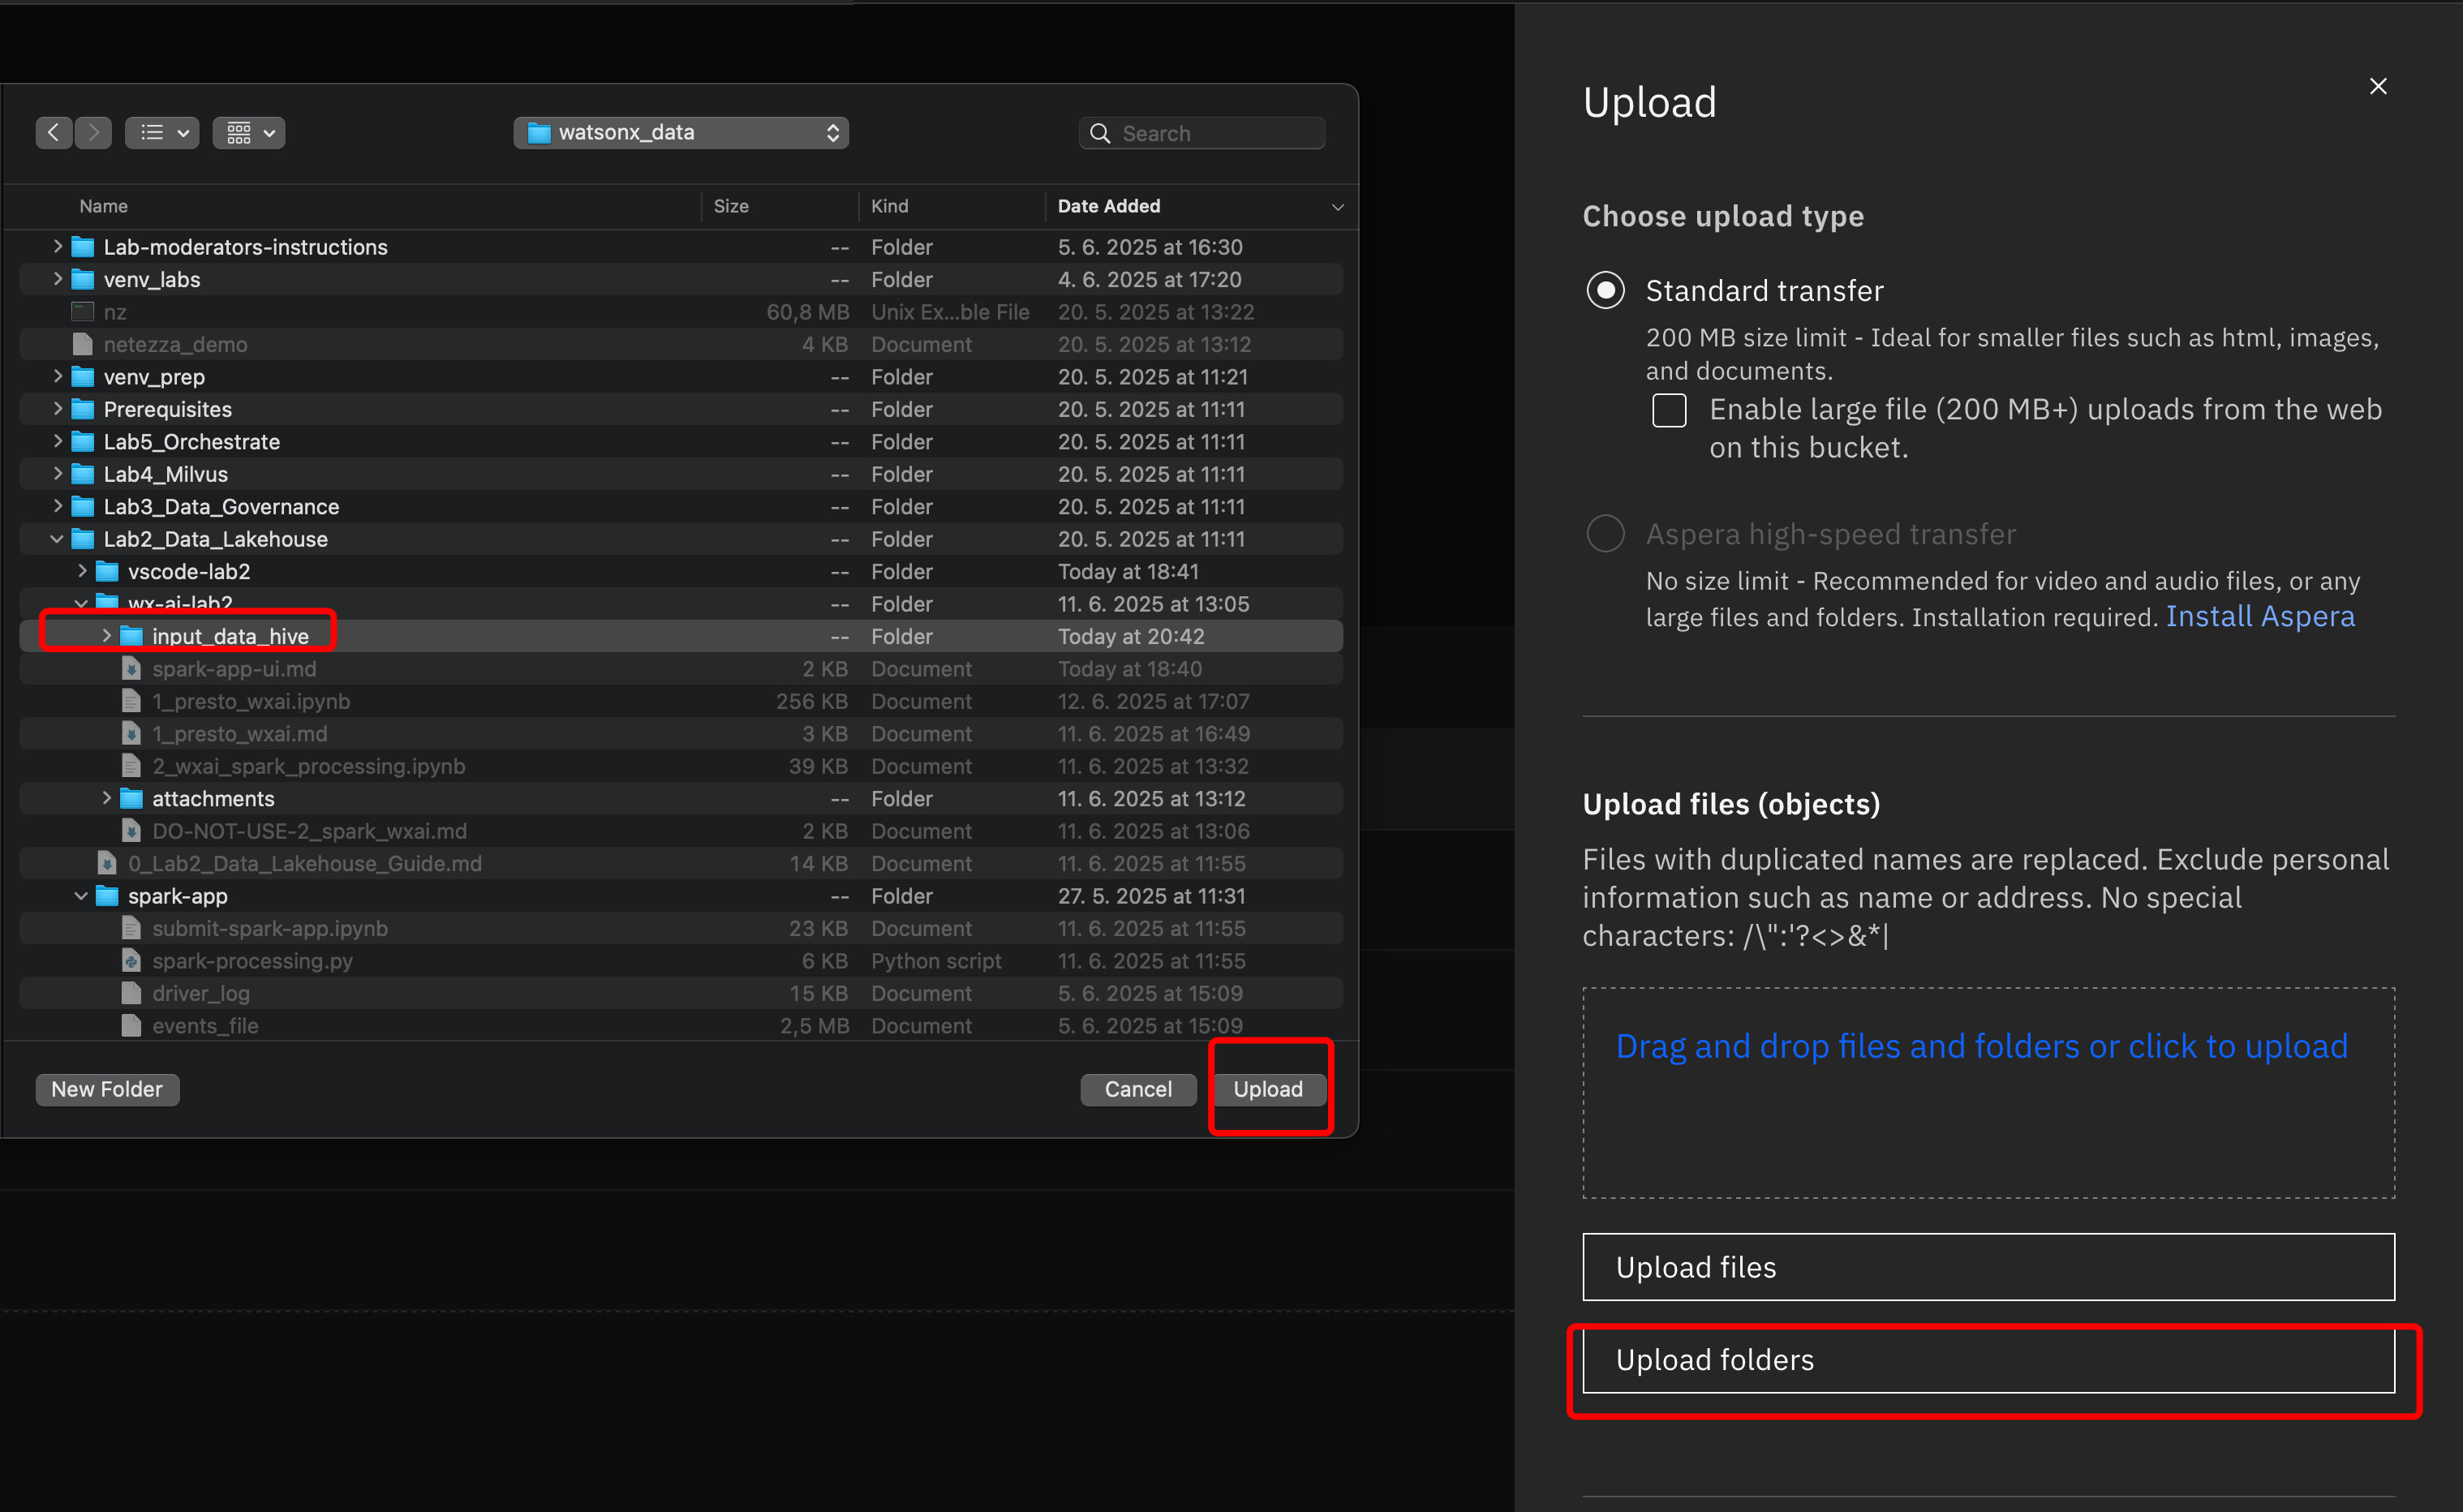 watsonx_data
Search
Name Size Kind Date Added
Lab-moderators-instructions -- Folder 5. 6. 2025 at 16:30
venv_labs -- Folder 4. 6. 2025 at 17:20
nz 60,8 MB Unix Ex...ble File 20. 5. 2025 at 13:22
netezza_demo 4 KB Document 20. 5. 2025 at 13:12
venv_prep -- Folder 20. 5. 2025 at 11:21
Prerequisites -- Folder 20. 5. 2025 at 11:11
Lab5_Orchestrate -- Folder 20. 5. 2025 at 11:11
Lab4_Milvus -- Folder 20. 5. 2025 at 11:11
Lab3_Data_Governance -- Folder 20. 5. 2025 at 11:11
Lab2_Data_Lakehouse -- Folder 20. 5. 2025 at 11:11
vscode-lab2 -- Folder Today at 18:41
wx-ai-lab2 -- Folder 11. 6. 2025 at 13:05
input_data_hive -- Folder Today at 20:42
spark-app-ui.md 2 KB Document Today at 18:40
1_presto_wxai.ipynb 256 KB Document 12. 6. 2025 at 17:07
1_presto_wxai.md 3 KB Document 11. 6. 2025 at 16:49
2_wxai_spark_processing.ipynb 39 KB Document 11. 6. 2025 at 13:32
attachments -- Folder 11. 6. 2025 at 13:12
DO-NOT-USE-2_spark_wxai.md 2 KB Document 11. 6. 2025 at 13:06
0_Lab2_Data_Lakehouse_Guide.md 14 KB Document 11. 6. 2025 at 11:55
spark-app -- Folder 27. 5. 2025 at 11:31
submit-spark-app.ipynb 23 KB Document 11. 6. 2025 at 11:55
spark-processing.py 6 KB Python script 11. 6. 2025 at 11:55
driver_log 15 KB Document 5. 6. 2025 at 15:09
events_file 2,5 MB Document 5. 6. 2025 at 15:09
New Folder
Cancel
Upload
Upload
Choose upload type
Standard transfer
200 MB size limit - Ideal for smaller files such as html, images,
and documents.
Enable large file (200 MB+) uploads from the web
on this bucket.
Aspera high-speed transfer
No size limit - Recommended for video and audio files, or any
large files and folders. Installation required. Install Aspera
Upload files (objects)
Files with duplicated names are replaced. Exclude personal
information such as name or address. No special
characters: /\":'?<>&*|
Drag and drop files and folders or click to upload
Upload files
Upload folders